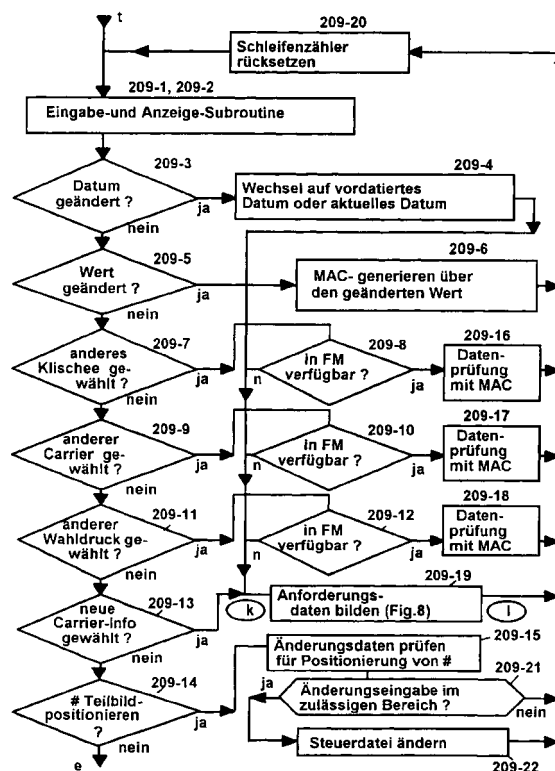 t
209-20
Schleifenzähler
rücksetzen
209-1, 209-2
Eingabe-und Anzeige-Subroutine
209-3
Datum
geändert ?
ja
nein
209-4
Wechsel auf vordatiertes
Datum oder aktuelles Datum
209-5
Wert
geändert ?
ja
nein
209-6
MAC- generieren über
den geänderten Wert
209-7
anderes
Klischee ge-
wählt ?
ja
nein
209-8
in FM
verfügbar ?
n
ja
209-16
Daten-
prüfung
mit MAC
209-9
anderer
Carrier ge-
wählt ?
ja
nein
209-10
in FM
verfügbar ?
n
ja
209-17
Daten-
prüfung
mit MAC
209-11
anderer
Wahldruck ge-
wählt ?
ja
nein
209-12
in FM
verfügbar ?
n
ja
209-18
Daten-
prüfung
mit MAC
209-13
neue
Carrier-Info
gewählt ?
ja
nein
209-19
k
Anforderungs-
daten bilden (Fig.8)
l
209-14
# Teilbild-
positionieren
?
ja
nein
209-15
Änderungsdaten prüfen
für Positionierung von #
209-21
Änderungseingabe im
zulässigen Bereich ?
ja
nein
Steuerdatei ändern
209-22
e